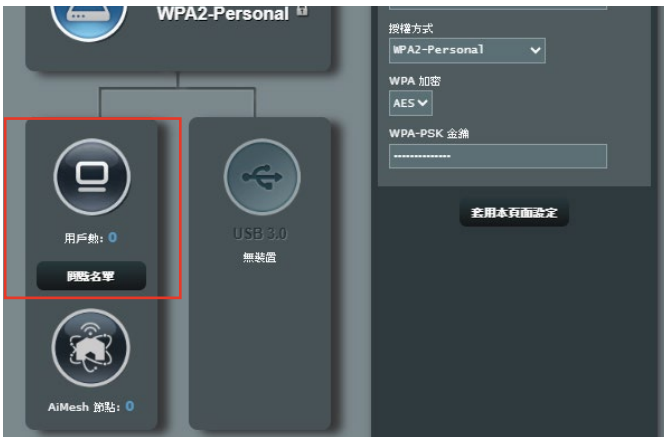 WPA2-Personal
用戶數: 0
閱覽名單
AiMesh 節點: 0
USB 3.0
無裝置
授權方式
WPA2-Personal
WPA 加密
AES
WPA-PSK 金鑰
--------------
套用本頁面設定